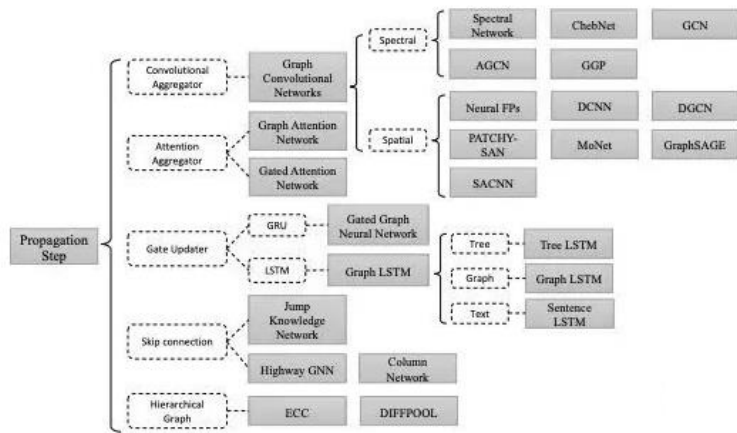 Propagation
Step
Convolutional
Aggregator
Graph
Convolutional
Networks
Spectral
Spectral
Network
ChebNet
GCN
AGCN
GGP
Spatial
Neural FPs
DCNN
DGCN
PATCHY-
SAN
MoNet
GraphSAGE
SACNN
Attention
Aggregator
Graph Attention
Network
Gated Attention
Network
Gate Updater
GRU
Gated Graph
Neural Network
LSTM
Graph LSTM
Tree
Tree LSTM
Graph
Graph LSTM
Text
Sentence
LSTM
Skip connection
Jump
Knowledge
Network
Highway GNN
Column
Network
Hierarchical
Graph
ECC
DIFFPOOL